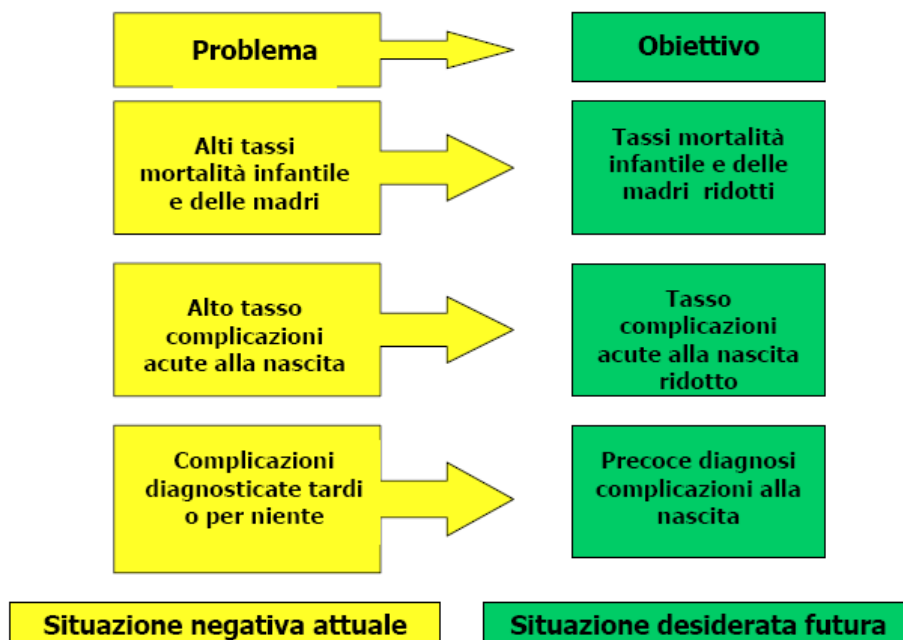 Problema
Obiettivo
Alti tassi
mortalità infantile
e delle madri
Tassi mortalità
infantile e delle
madri ridotti
Alto tasso
complicazioni
acute alla nascita
Tasso
complicazioni
acute alla nascita
ridotto
Complicazioni
diagnosticate tardi
o per niente
Precoce diagnosi
complicazioni alla
nascita
Situazione negativa attuale
Situazione desiderata futura